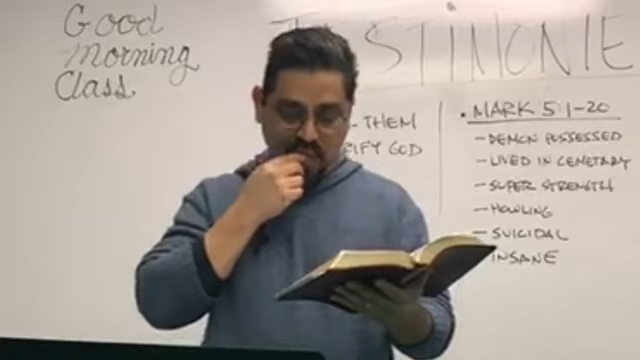 Good
Morning
Class
STIMONIE
- THEM
RIFY GOD
• MARK 5:1-20
- DEMON POSSESSED
- LIVED IN CEMETARY
- SUPER STRENGTH
- HOWLING
- SUICIDAL
INSANE